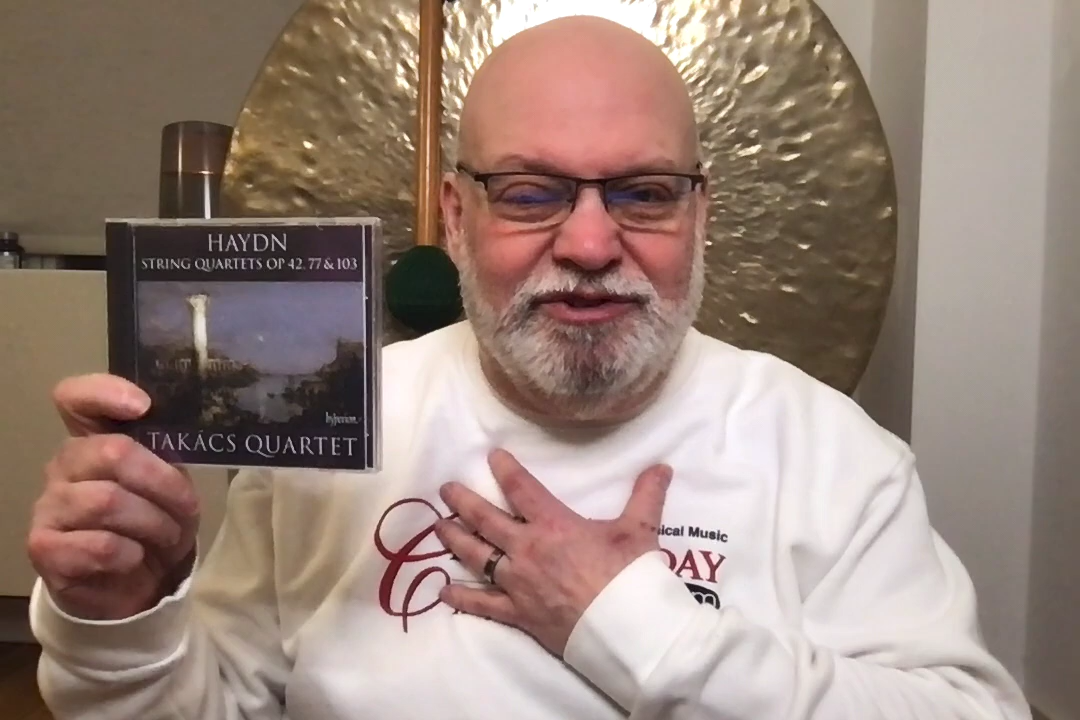 HAYDN
STRING QUARTETS OP 42, 77 & 103
hyperion
TAKÁCS QUARTET
ical Music
DAY